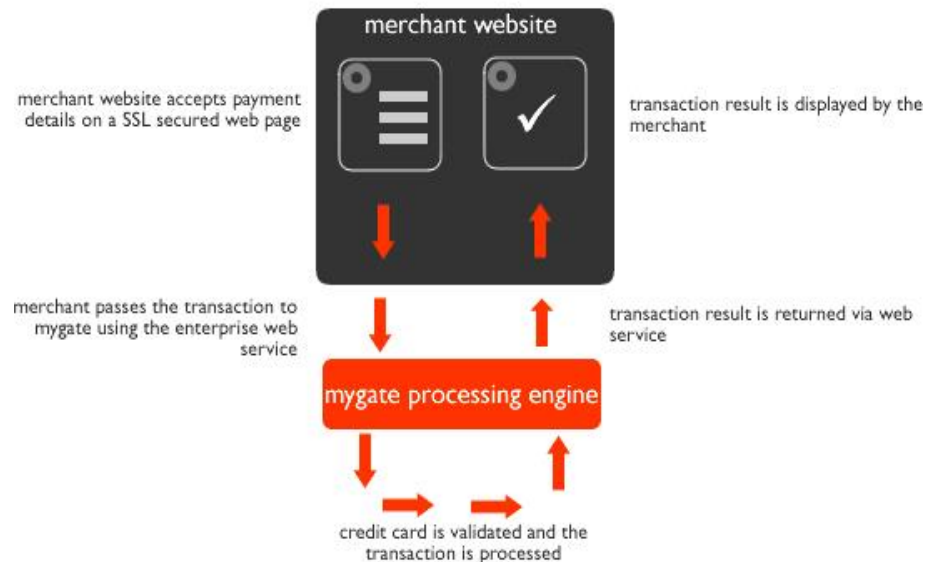 merchant website
merchant website accepts payment
details on a SSL secured web page
transaction result is displayed by the
merchant
merchant passes the transaction to
mygate using the enterprise web
service
transaction result is returned via web
service
mygate processing engine
credit card is validated and the
transaction is processed